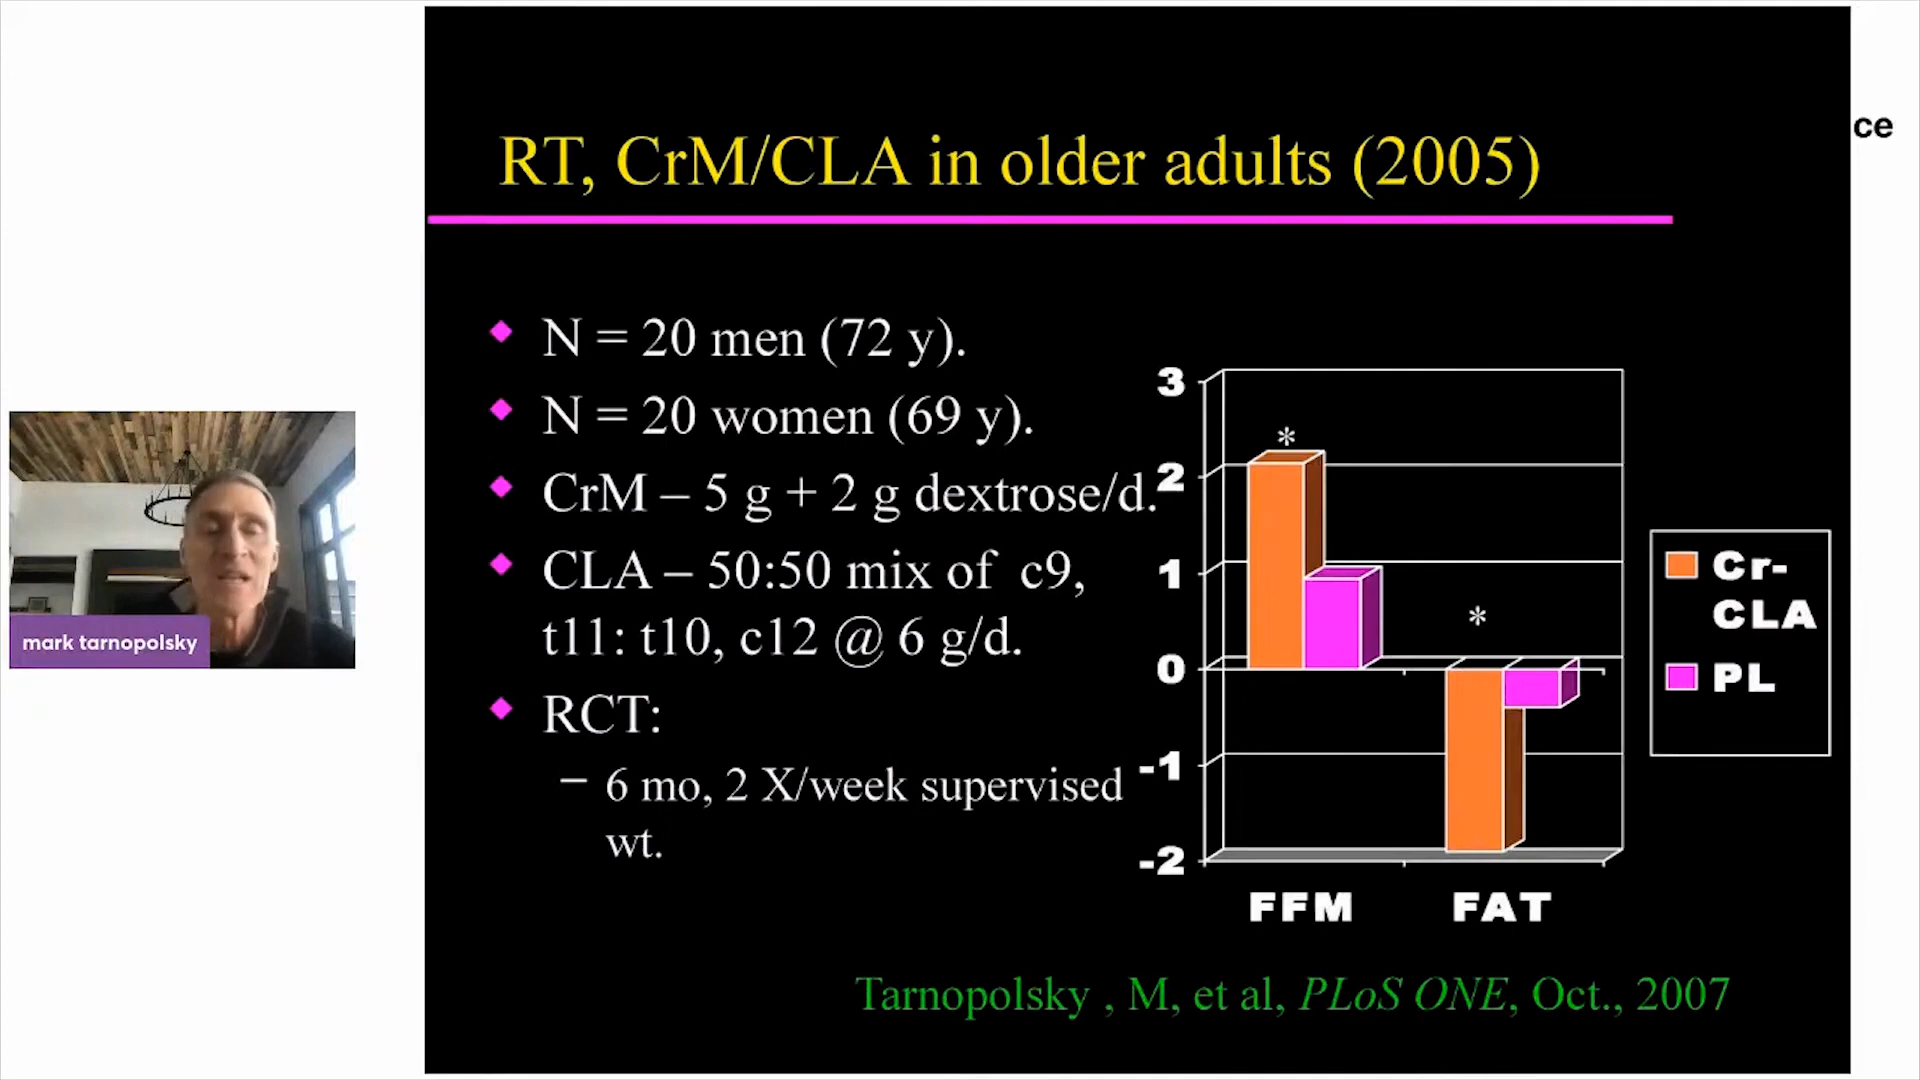 ce
RT, CrM/CLA in older adults (2005)
N = 20 men (72 y).
N = 20 women (69 y).
CrM – 5 g + 2 g dextrose/d.
CLA – 50:50 mix of c9,
t11: t10, c12 @ 6 g/d.
RCT:
– 6 mo, 2 X/week supervised
wt.
3
2
1
0
-1
-2
*
*
FFM
FAT
Cr-
CLA
PL
Tarnopolsky , M, et al, PLoS ONE, Oct., 2007
mark tarnopolsky